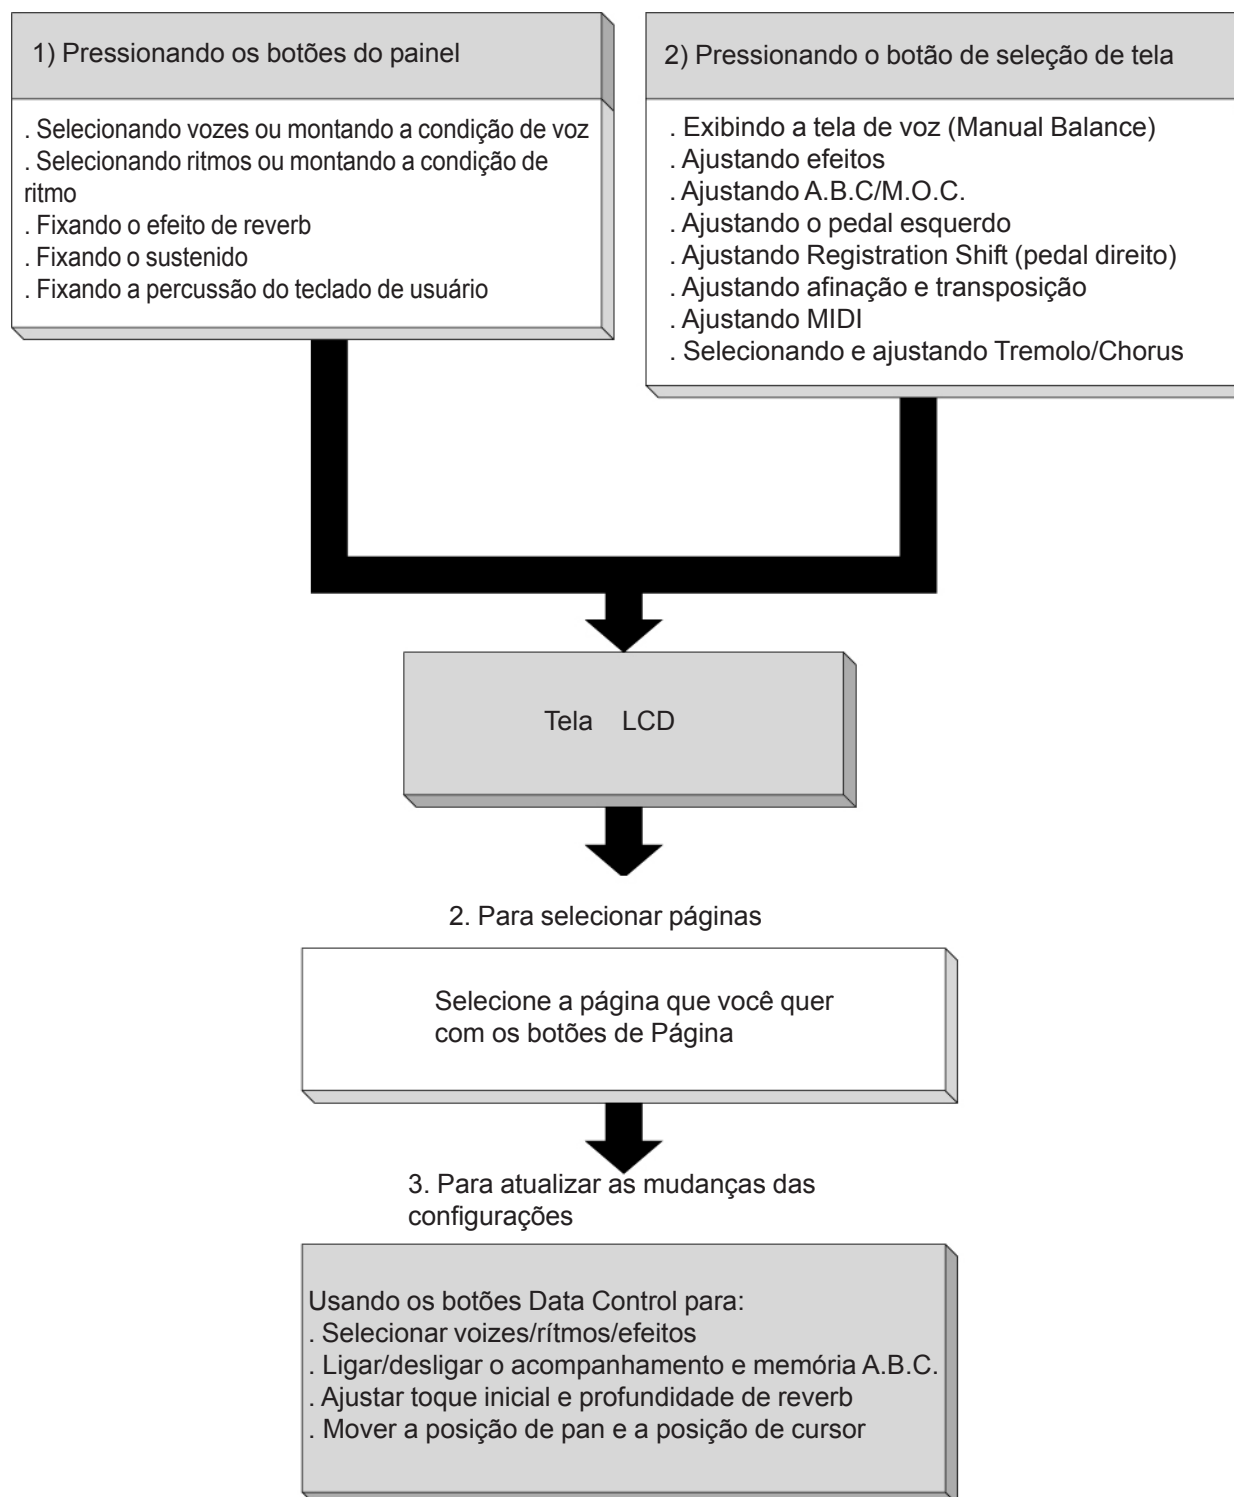 1) Pressionando os botões do painel
. Selecionando vozes ou montando a condição de voz
. Selecionando ritmos ou montando a condição de
ritmo
. Fixando o efeito de reverb
. Fixando o sustenido
. Fixando a percussão do teclado de usuário
2) Pressionando o botão de seleção de tela
. Exibindo a tela de voz (Manual Balance)
. Ajustando efeitos
. Ajustando A.B.C/M.O.C.
. Ajustando o pedal esquerdo
. Ajustando Registration Shift (pedal direito)
. Ajustando afinação e transposição
. Ajustando MIDI
. Selecionando e ajustando Tremolo/Chorus
Tela LCD
2. Para selecionar páginas
Selecione a página que você quer
com os botões de Página
3. Para atualizar as mudanças das
configurações
Usando os botões Data Control para:
. Selecionar voizes/rítmos/efeitos
. Ligar/desligar o acompanhamento e memória A.B.C.
. Ajustar toque inicial e profundidade de reverb
. Mover a posição de pan e a posição de cursor